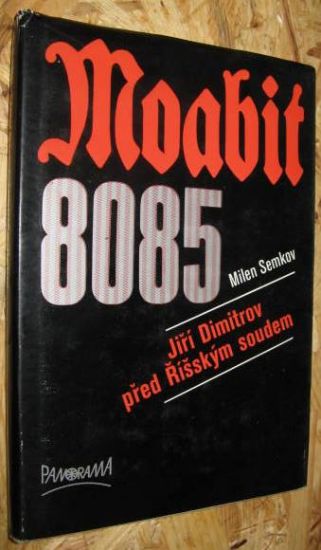 Moabit
8085
Milen Semkov
Jiří Dimitrov
před Říšským soudem
PANORAMA